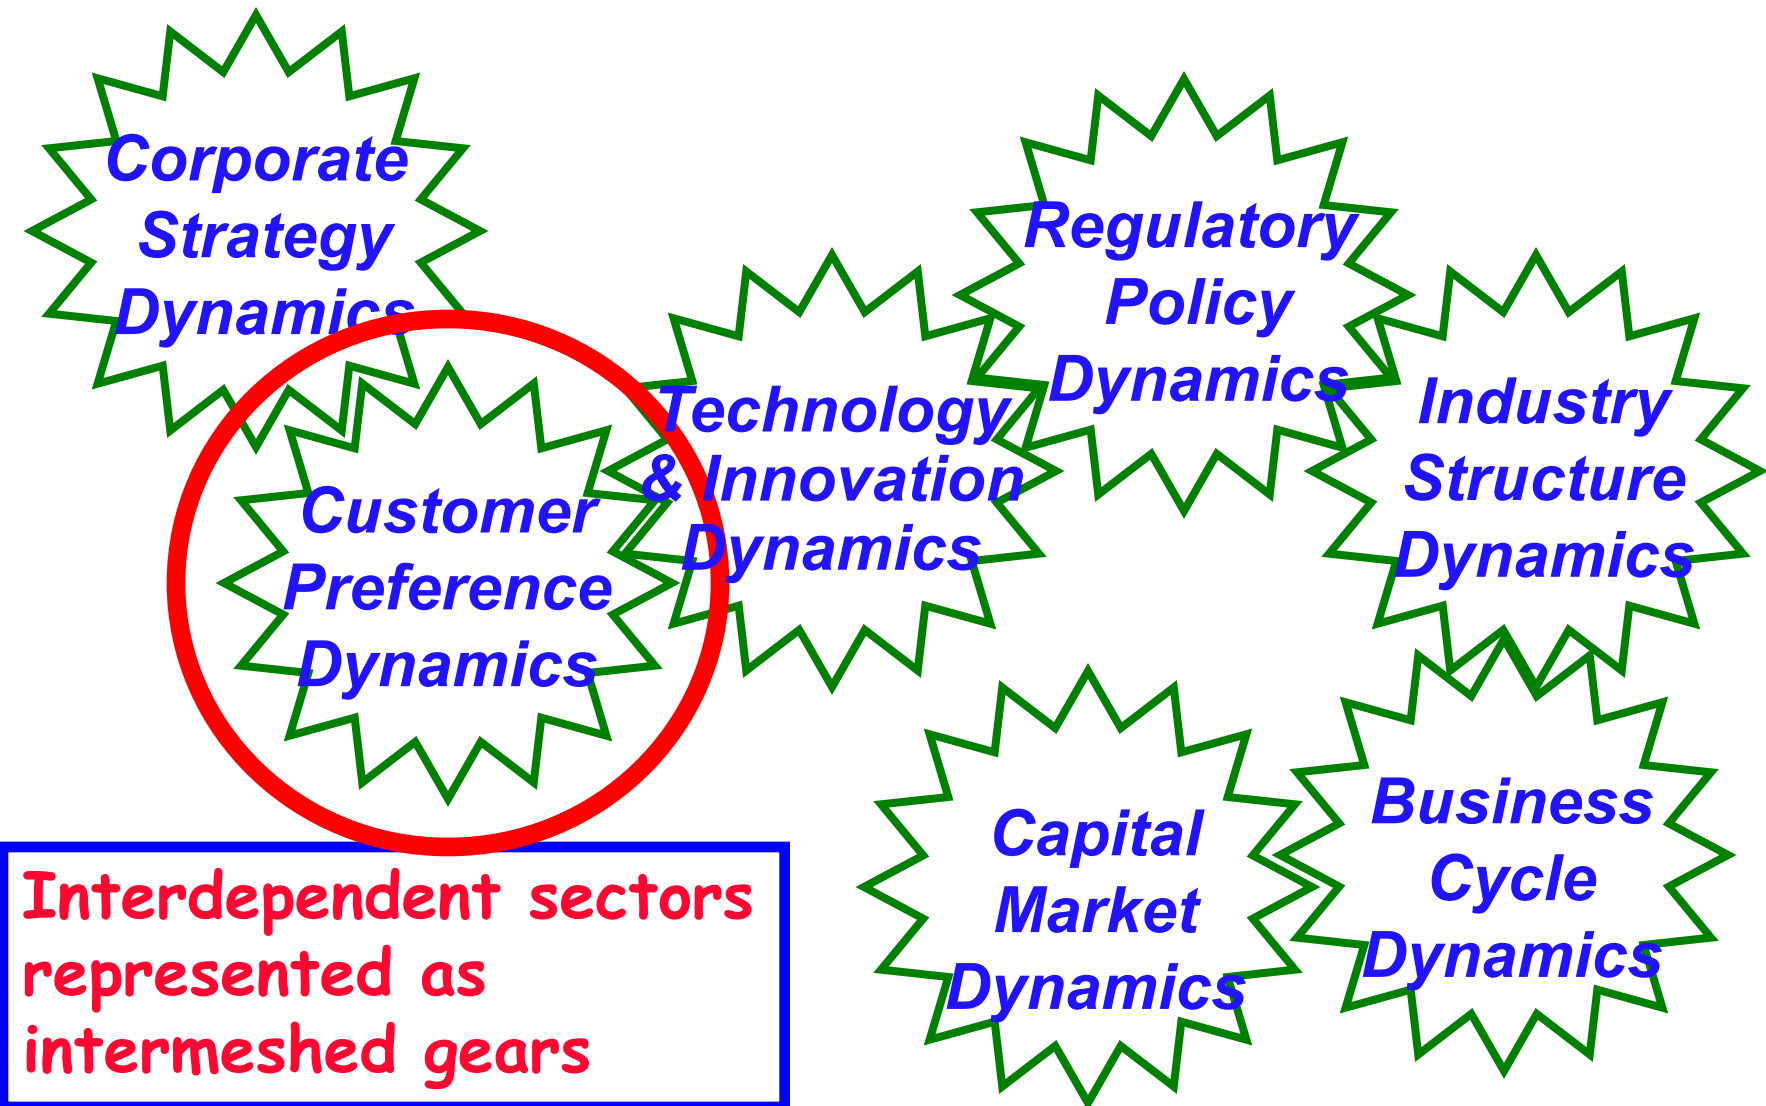 Corporate
Strategy
Dynamics
Customer
Preference
Dynamics
Technology
& Innovation
Dynamics
Regulatory
Policy
Dynamics
Industry
Structure
Dynamics
Business
Cycle
Dynamics
Capital
Market
Dynamics
Interdependent sectors
represented as
intermeshed gears